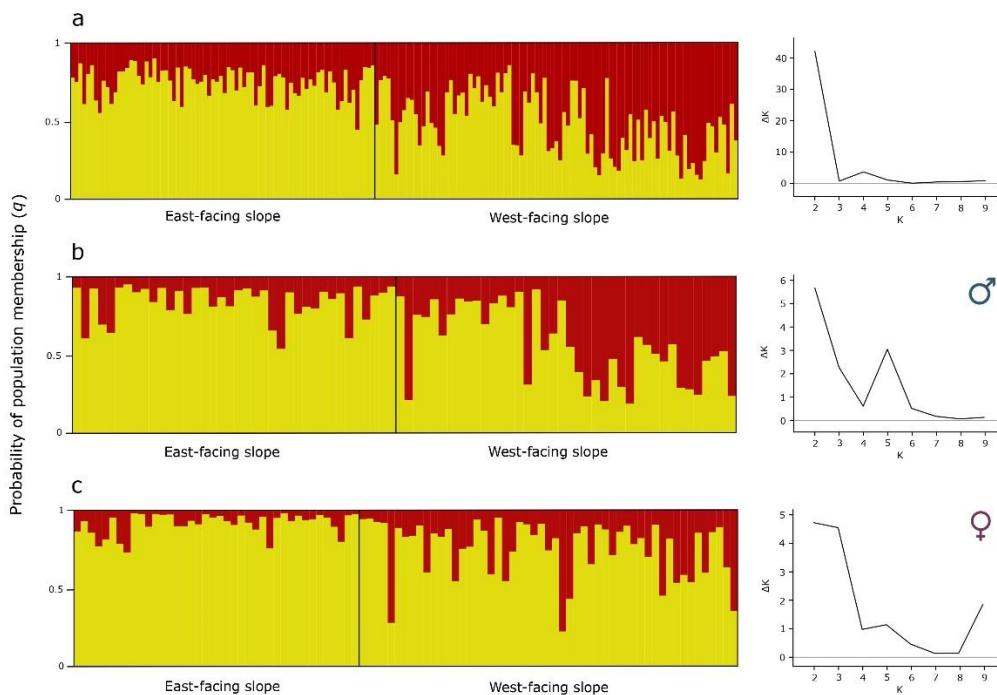 Probability of population membership (q)
a
1
0.5
0
East-facing slope
West-facing slope
ΔK
40
30
20
10
0
2 3 4 5 6 7 8 9
K
b
1
0.5
0
East-facing slope
West-facing slope
ΔK
6
5
4
3
2
1
0
2 3 4 5 6 7 8 9
K
♂
c
1
0.5
0
East-facing slope
West-facing slope
ΔK
5
4
3
2
1
0
2 3 4 5 6 7 8 9
K
♀